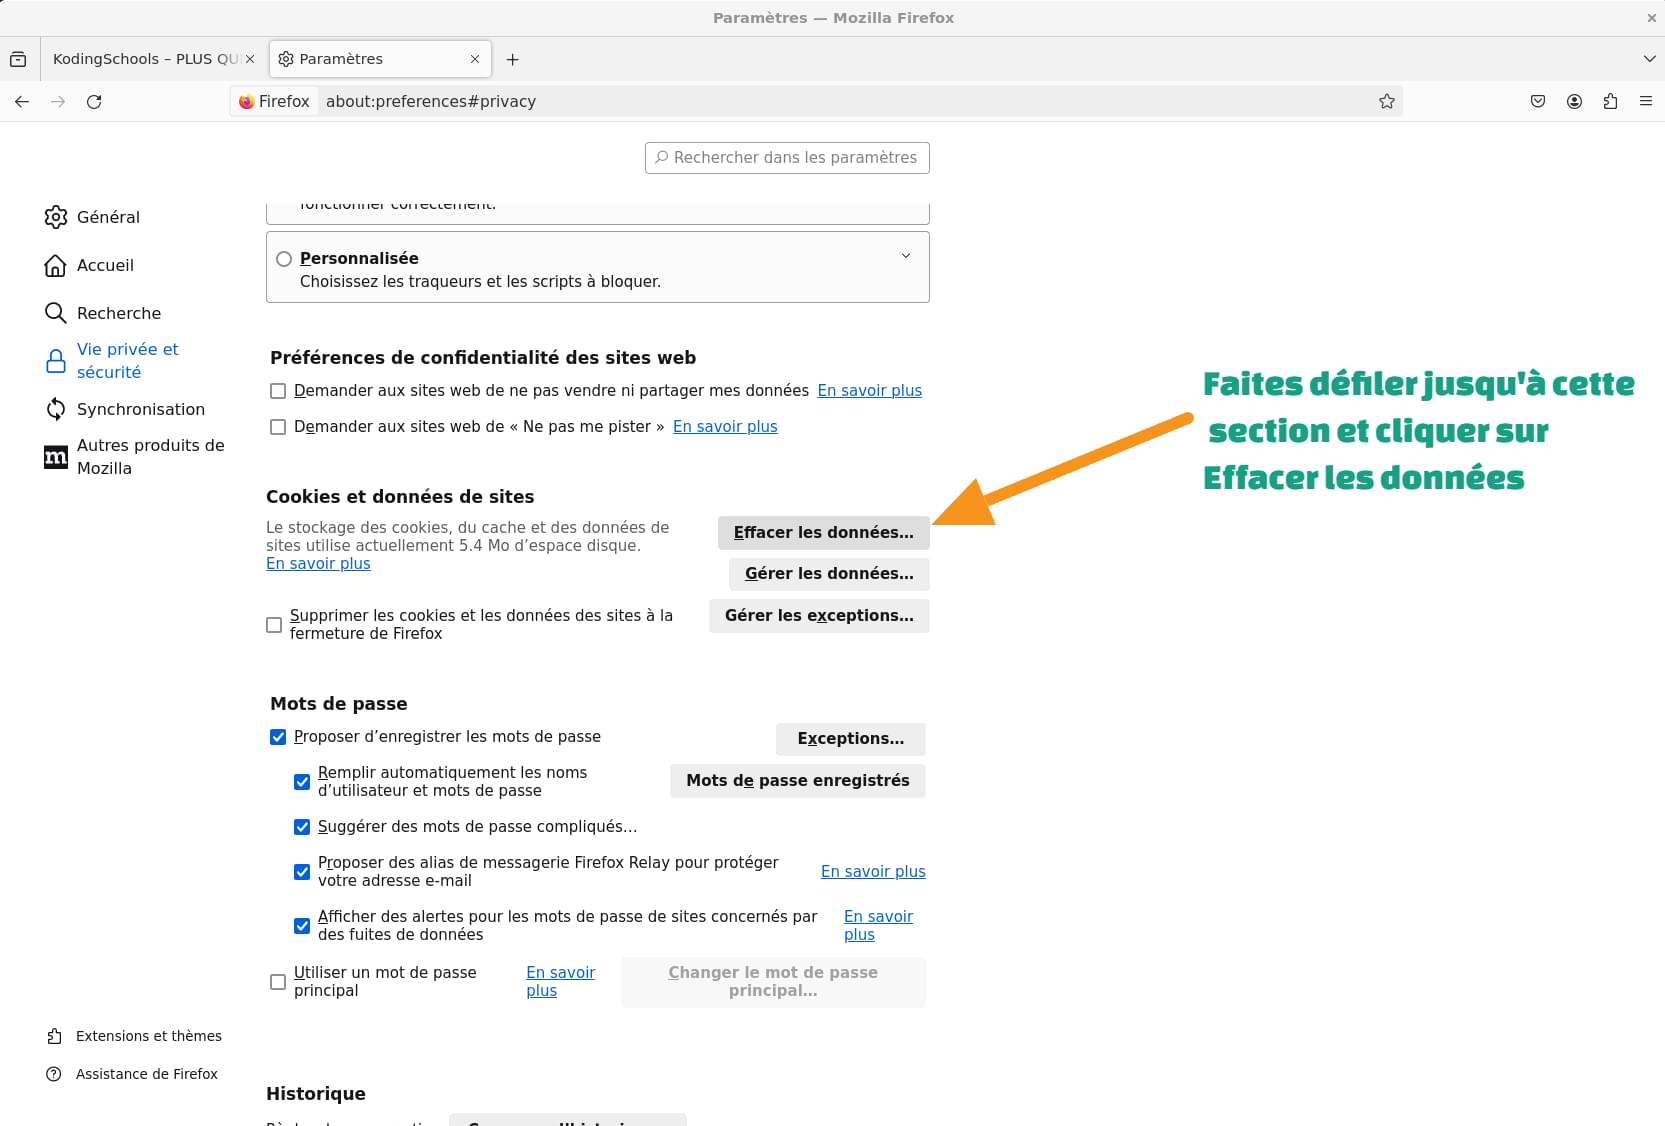 Paramètres — Mozilla Firefox
KodingSchools – PLUS QU
Paramètres
Firefox
about:preferences#privacy
Rechercher dans les paramètres
Général
Accueil
Recherche
Vie privée et
sécurité
Synchronisation
Autres produits de
Mozilla
Extensions et thèmes
Assistance de Firefox
fonctionner correctement.
Personnalisée
Choisissez les traqueurs et les scripts à bloquer.
Préférences de confidentialité des sites web
Demander aux sites web de ne pas vendre ni partager mes données En savoir plus
Demander aux sites web de « Ne pas me pister » En savoir plus
Cookies et données de sites
Le stockage des cookies, du cache et des données de
sites utilise actuellement 5.4 Mo d’espace disque.
En savoir plus
Effacer les données…
Gérer les données…
Gérer les exceptions…
Supprimer les cookies et les données des sites à la
fermeture de Firefox
Mots de passe
Proposer d’enregistrer les mots de passe
Exceptions…
Remplir automatiquement les noms
d’utilisateur et mots de passe
Mots de passe enregistrés
Suggérer des mots de passe compliqués…
Proposer des alias de messagerie Firefox Relay pour protéger
votre adresse e-mail
En savoir plus
Afficher des alertes pour les mots de passe de sites concernés par
des fuites de données
En savoir
plus
Utiliser un mot de passe
principal
En savoir
plus
Changer le mot de passe
principal…
Historique
Faites défiler jusqu'à cette
section et cliquer sur
Effacer les données